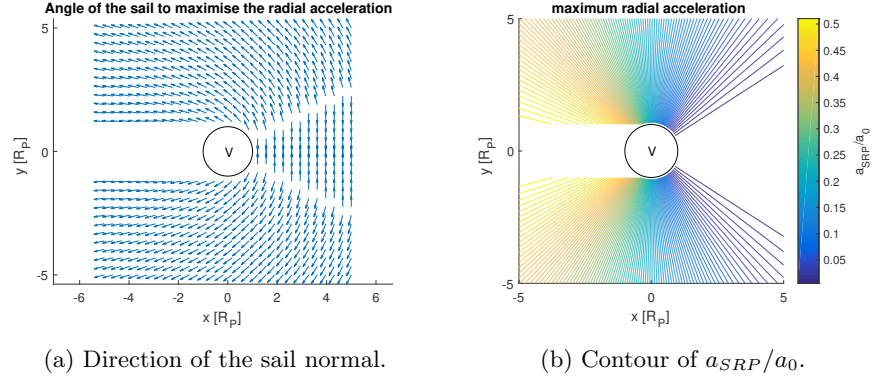 Angle of the sail to maximise the radial acceleration
5
0
-5
y [R_P]
V
-6
-4
-2
0
2
4
6
x [R_P]
(a) Direction of the sail normal.
maximum radial acceleration
5
0
-5
y [R_P]
V
-5
0
5
x [R_P]
0.5
0.45
0.4
0.35
0.3
0.25
0.2
0.15
0.1
0.05
a_SRP/a_0
(b) Contour of a_{SRP}/a_0.